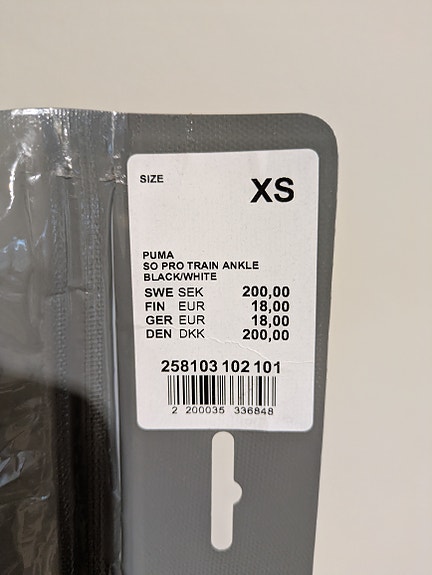 SIZE XS
PUMA
SO PRO TRAIN ANKLE
BLACK/WHITE
SWE SEK 200,00
FIN EUR 18,00
GER EUR 18,00
DEN DKK 200,00
258103 102 101
2 200035 336848